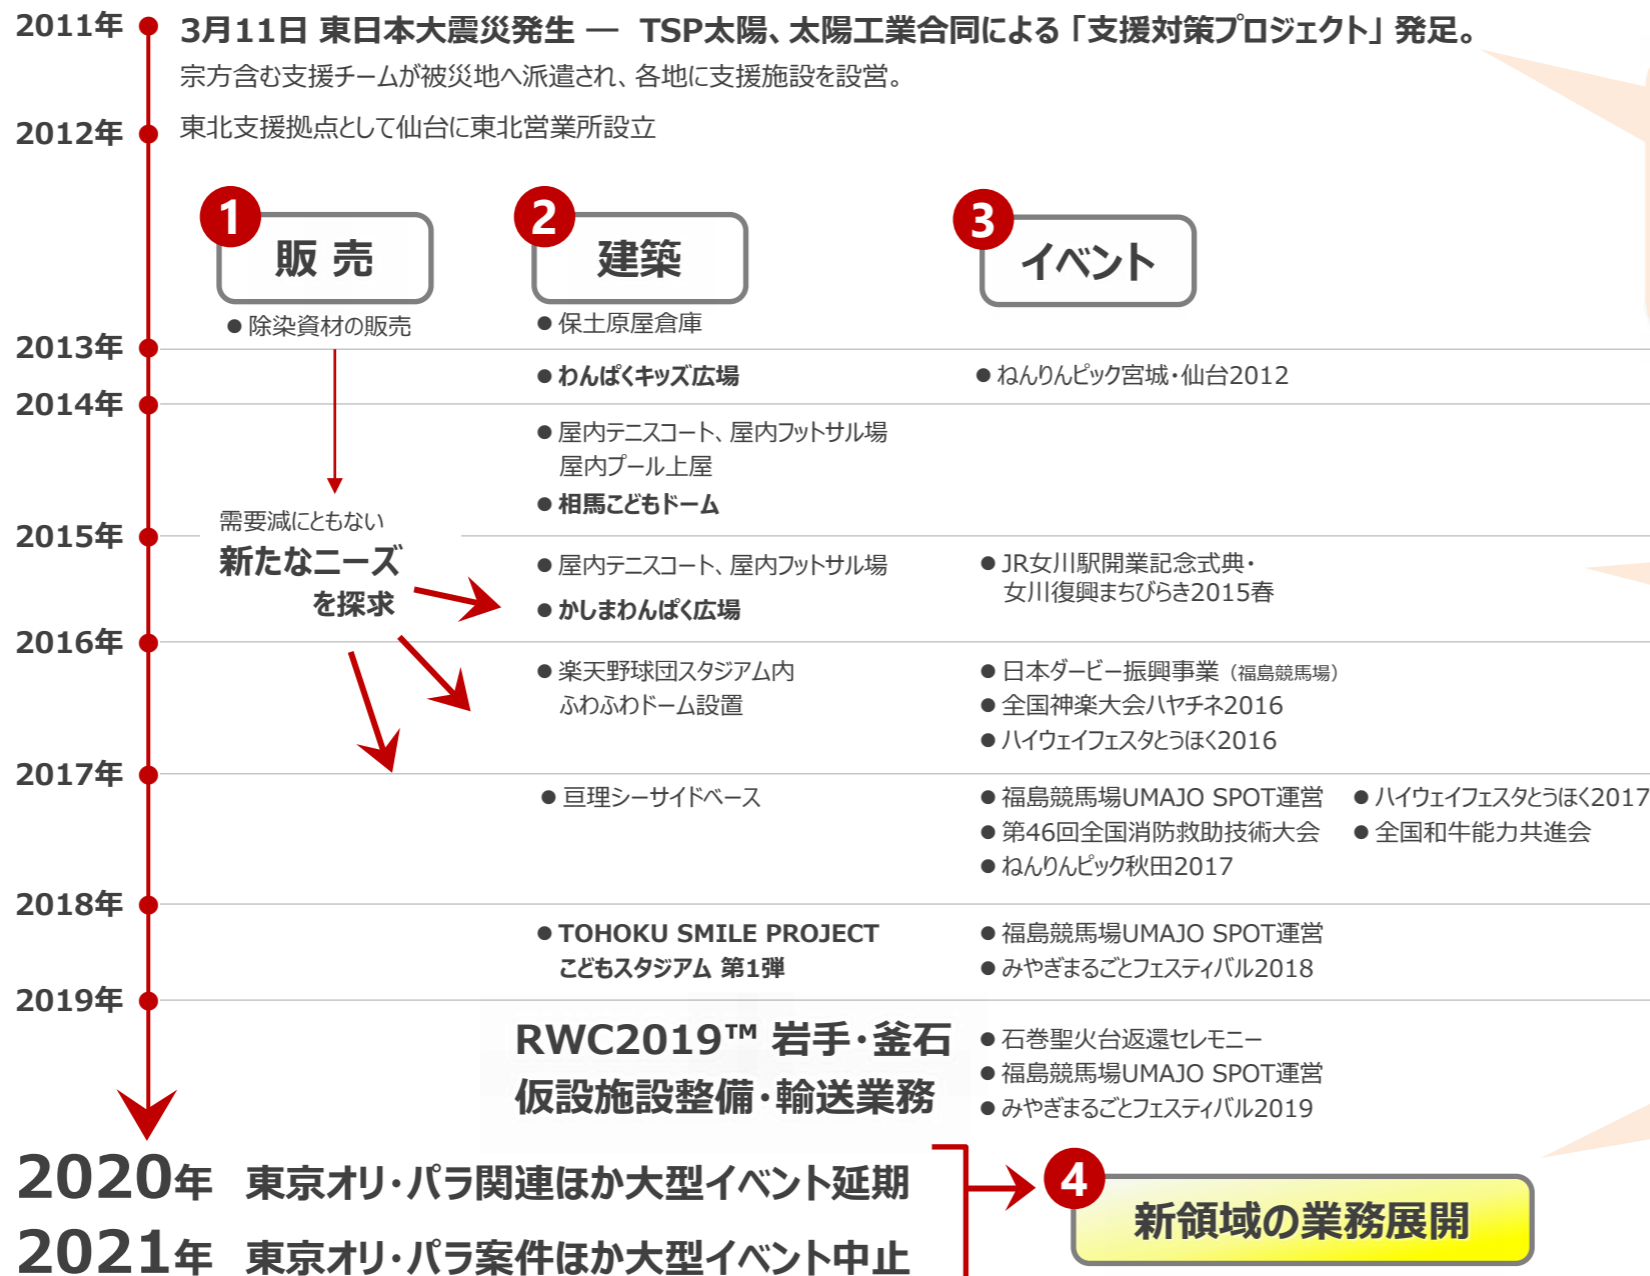 2011年 3月11日 東日本大震災発生 ― TSP太陽、太陽工業合同による「支援対策プロジェクト」発足。
宗方含む支援チームが被災地へ派遣され、各地に支援施設を設営。
2012年 東北支援拠点として仙台に東北営業所設立
1 販売
2 建築
3 イベント
● 除染資材の販売
● 保土原屋倉庫
2013年
● わんぱくキッズ広場
● ねんりんピック宮城・仙台2012
2014年
● 屋内テニスコート、屋内フットサル場
屋内プール上屋
● 相馬こどもドーム
需要減にともない
新たなニーズ
を探求
2015年
● 屋内テニスコート、屋内フットサル場
● かしまわんぱく広場
● JR女川駅開業記念式典・
女川復興まちびらき2015春
2016年
● 楽天野球団スタジアム内
ふわふわドーム設置
● 日本ダービー振興事業（福島競馬場）
● 全国神楽大会ハヤチネ2016
● ハイウェイフェスタとうほく2016
2017年
● 亘理シーサイドベース
● 福島競馬場UMAJO SPOT運営 ● ハイウェイフェスタとうほく2017
● 第46回全国消防救助技術大会 ● 全国和牛能力共進会
● ねんりんピック秋田2017
2018年
● TOHOKU SMILE PROJECT
こどもスタジアム 第1弾
● 福島競馬場UMAJO SPOT運営
● みやぎまるごとフェスティバル2018
2019年
RWC2019™ 岩手・釜石
仮設施設整備・輸送業務
● 石巻聖火台返還セレモニー
● 福島競馬場UMAJO SPOT運営
● みやぎまるごとフェスティバル2019
2020年 東京オリ・パラ関連ほか大型イベント延期
2021年 東京オリ・パラ案件ほか大型イベント中止
4 新領域の業務展開